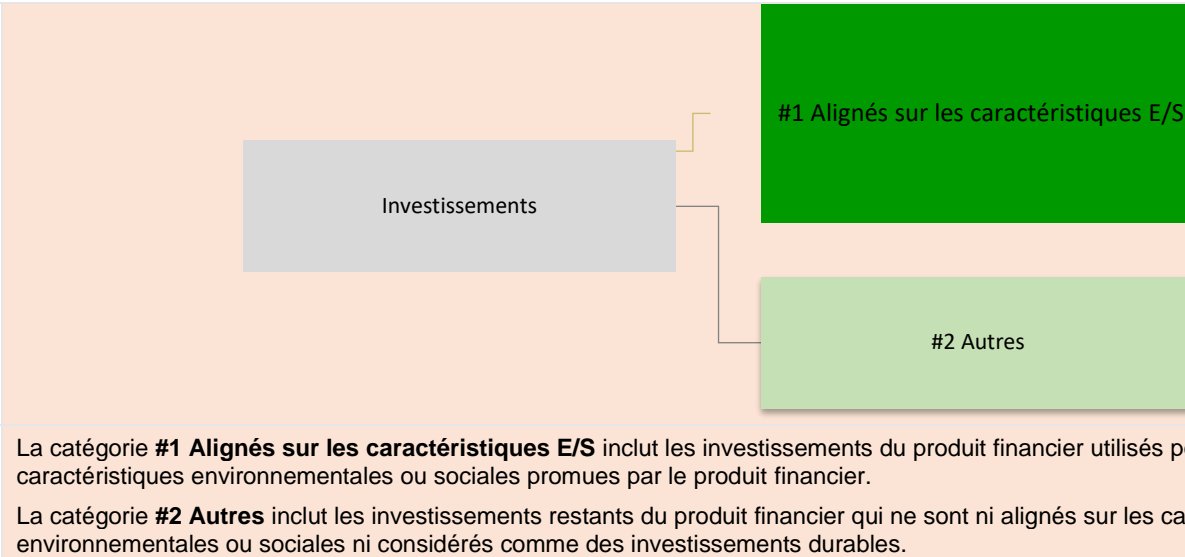 #1 Alignés sur les caractéristiques E/S
Investissements
#2 Autres
La catégorie #1 Alignés sur les caractéristiques E/S inclut les investissements du produit financier utilisés
caractéristiques environnementales ou sociales promues par le produit financier.
La catégorie #2 Autres inclut les investissements restants du produit financier qui ne sont ni alignés sur les
environnementales ou sociales ni considérés comme des investissements durables.